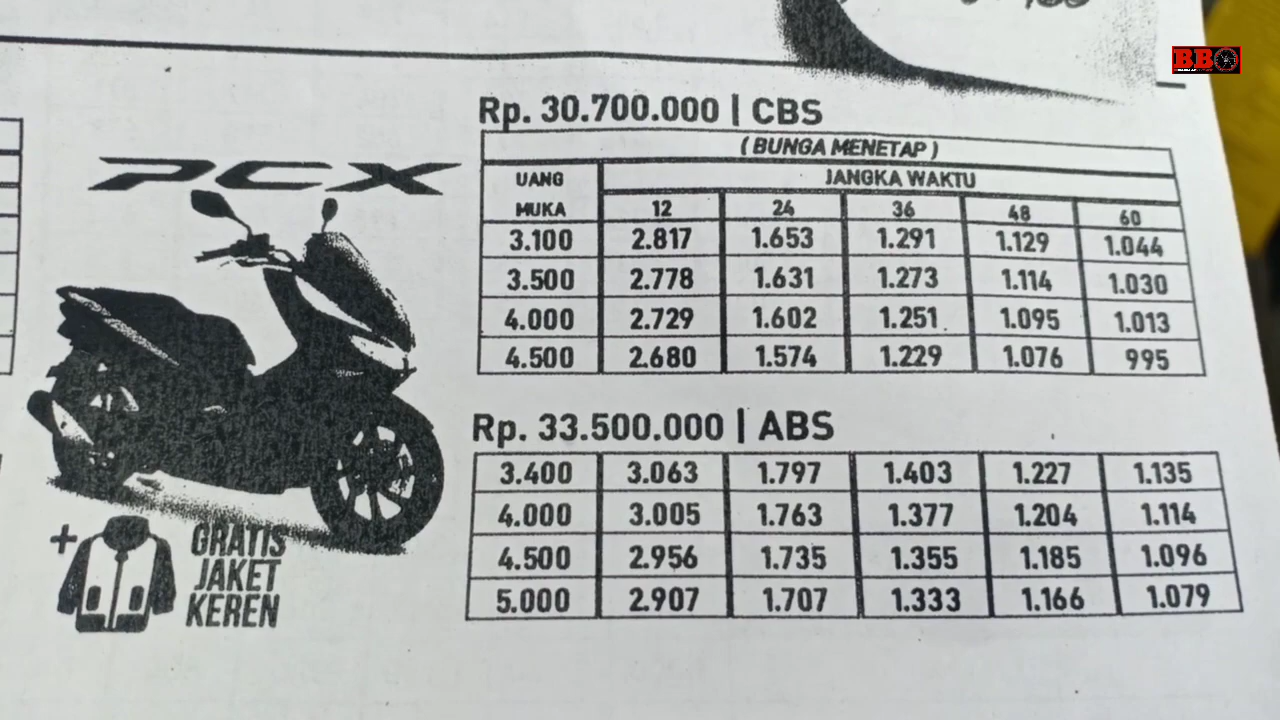 BBO
PCX
+ GRATIS
JAKET
KEREN
Rp. 30.700.000 | CBS
( BUNGA MENETAP )
UANG MUKA JANGKA WAKTU
12 24 36 48 60
3.100 2.817 1.653 1.291 1.129 1.044
3.500 2.778 1.631 1.273 1.114 1.030
4.000 2.729 1.602 1.251 1.095 1.013
4.500 2.680 1.574 1.229 1.076 995
Rp. 33.500.000 | ABS
3.400 3.063 1.797 1.403 1.227 1.135
4.000 3.005 1.763 1.377 1.204 1.114
4.500 2.956 1.735 1.355 1.185 1.096
5.000 2.907 1.707 1.333 1.166 1.079